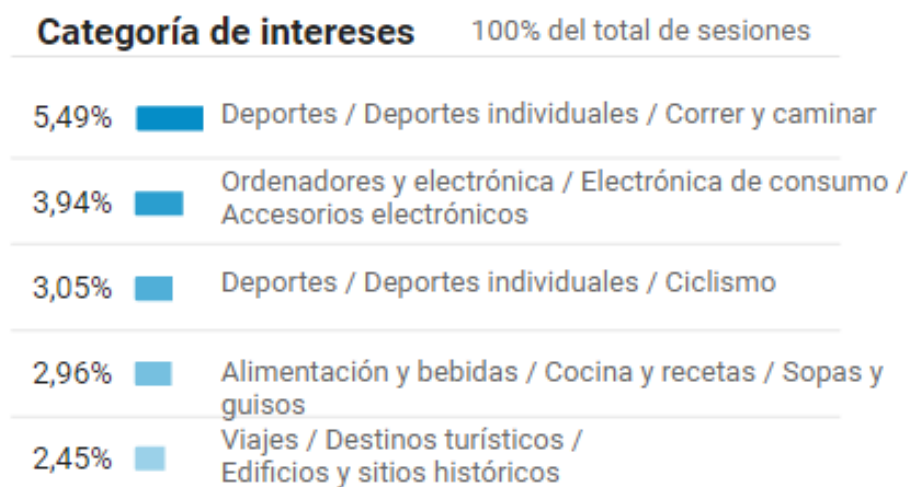 Categoría de intereses 100% del total de sesiones
5,49% Deportes / Deportes individuales / Correr y caminar
3,94% Ordenadores y electrónica / Electrónica de consumo /
Accesorios electrónicos
3,05% Deportes / Deportes individuales / Ciclismo
2,96% Alimentación y bebidas / Cocina y recetas / Sopas y
guisos
2,45% Viajes / Destinos turísticos /
Edificios y sitios históricos